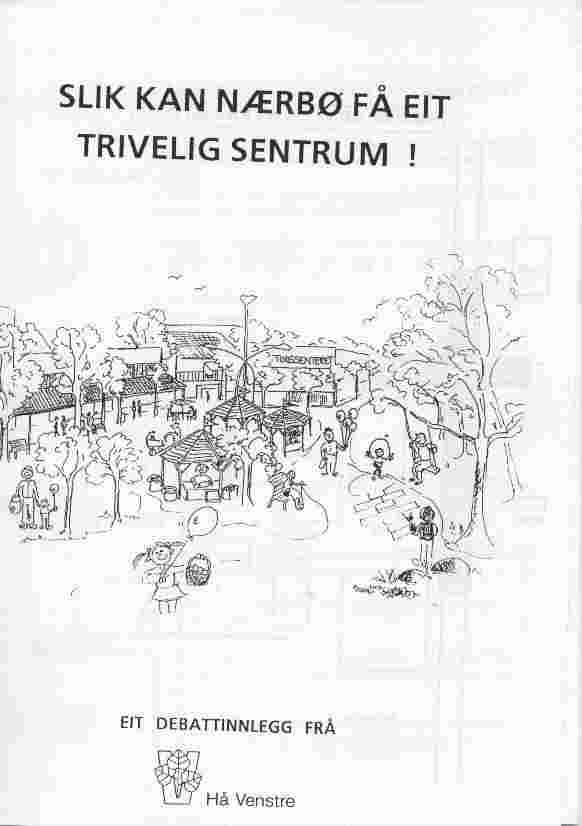 SLIK KAN NÆRBØ FÅ EIT
TRIVELIG SENTRUM !
TORGSENTERET
EIT DEBATTINNLEGG FRÅ
Hå Venstre